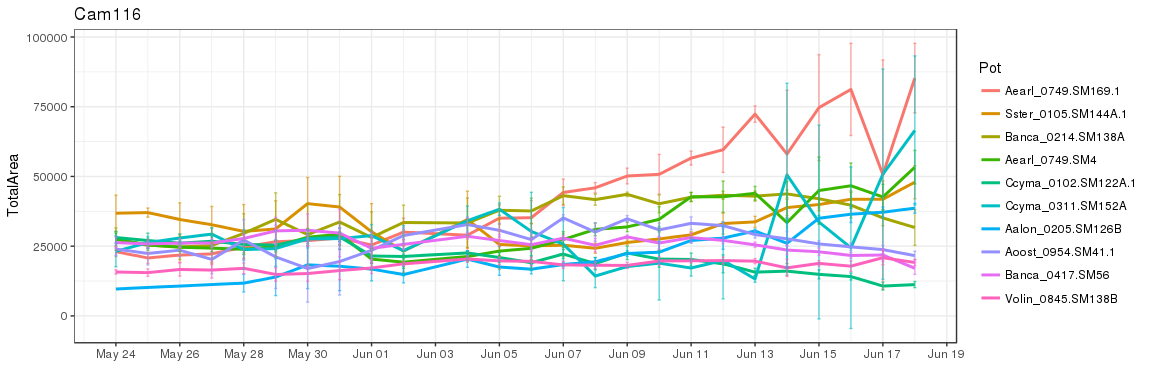 Cam116
TotalArea
100000
75000
50000
25000
0
May 24 May 26 May 28 May 30 Jun 01 Jun 03 Jun 05 Jun 07 Jun 09 Jun 11 Jun 13 Jun 15 Jun 17 Jun 19
Pot
Aearl_0749.SM169.1
Sster_0105.SM144A.1
Banca_0214.SM138A
Aearl_0749.SM4
Ccyma_0102.SM122A.1
Ccyma_0311.SM152A
Aalon_0205.SM126B
Aoost_0954.SM41.1
Banca_0417.SM56
Volin_0845.SM138B